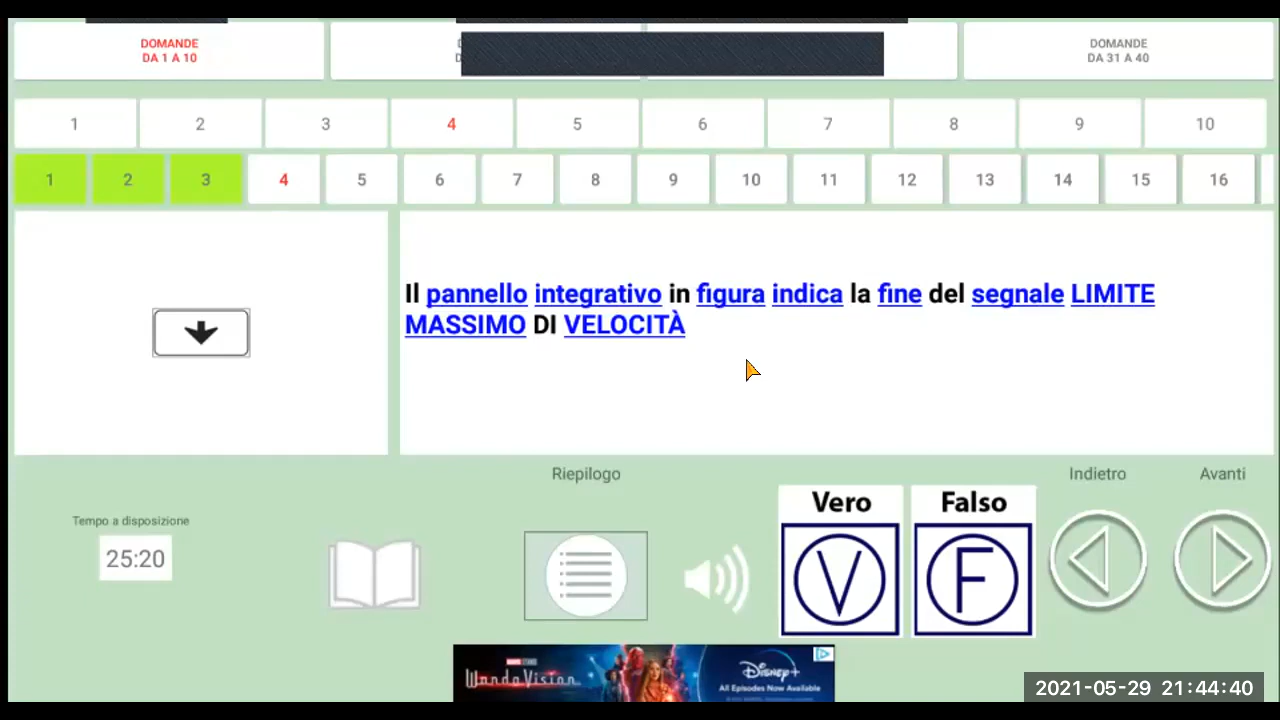 DOMANDE
DA 1 A 10
DOMANDE
DA 31 A 40
1 2 3 4 5 6 7 8 9 10
1 2 3 4 5 6 7 8 9 10 11 12 13 14 15 16
Il pannello integrativo in figura indica la fine del segnale LIMITE
MASSIMO DI VELOCITÀ
Riepilogo
Indietro
Avanti
Vero
Falso
Tempo a disposizione
25:20
V
F
MARVEL STUDIOS
WandaVision
Disney+
All Episodes Now Available
2021-05-29 21:44:40